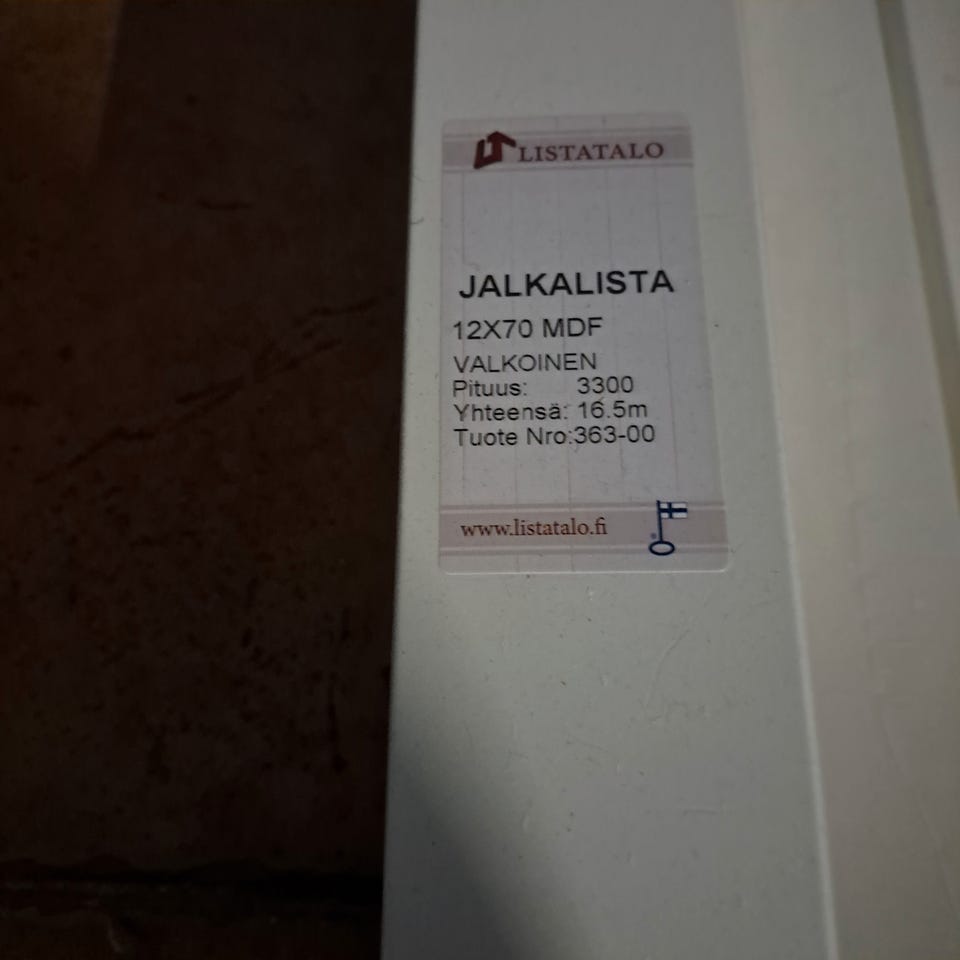 LISTATALO
JALKALISTA
12X70 MDF
VALKOINEN
Pituus: 3300
Yhteensä: 16.5m
Tuote Nro:363-00
www.listatalo.fi